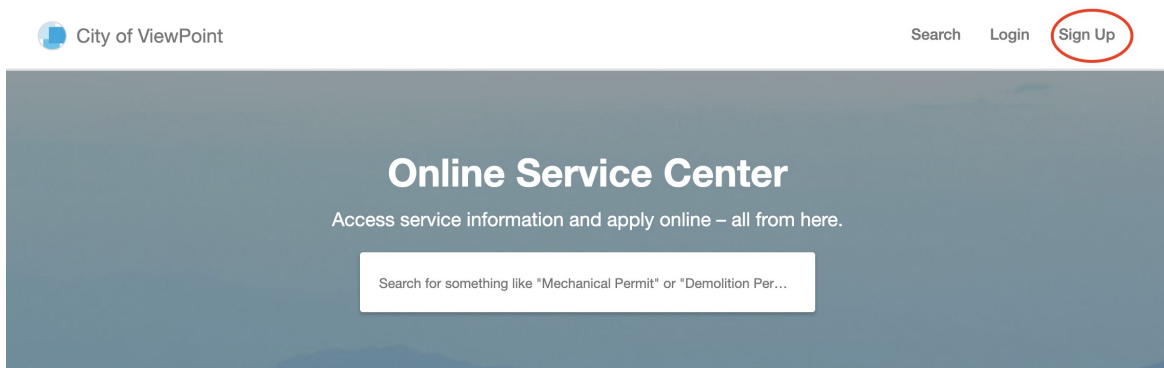 City of ViewPoint
Search Login Sign Up
Online Service Center
Access service information and apply online – all from here.
Search for something like "Mechanical Permit" or "Demolition Per…